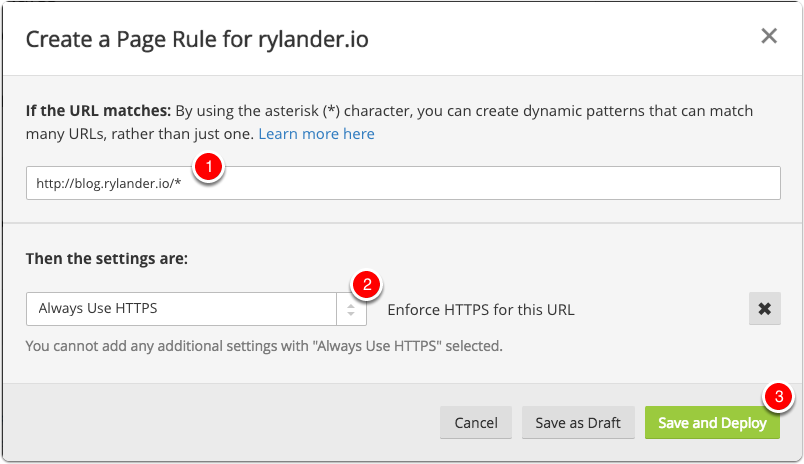 Create a Page Rule for rylander.io
If the URL matches: By using the asterisk (*) character, you can create dynamic patterns that can match
many URLs, rather than just one. Learn more here
1
http://blog.rylander.io/*
Then the settings are:
2
Always Use HTTPS
Enforce HTTPS for this URL
You cannot add any additional settings with "Always Use HTTPS" selected.
3
Cancel
Save as Draft
Save and Deploy